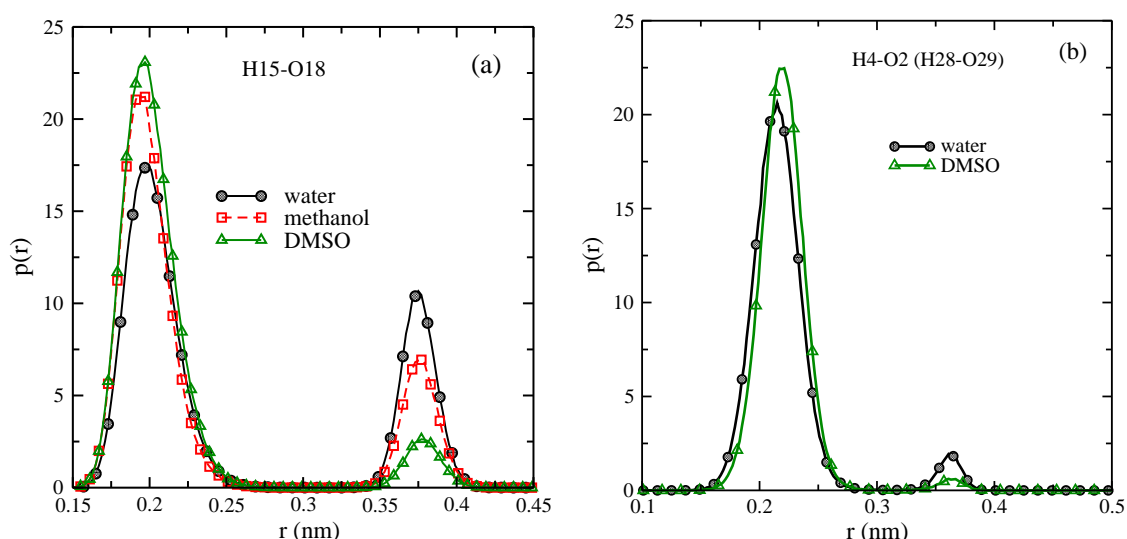 25
20
15
10
5
0
p(r)
0.15
0.2
0.25
0.3
0.35
0.4
0.45
r (nm)
H15-O18
(a)
water
methanol
DMSO
25
20
15
10
5
0
p(r)
0.1
0.2
0.3
0.4
0.5
r (nm)
H4-O2 (H28-O29)
(b)
water
DMSO